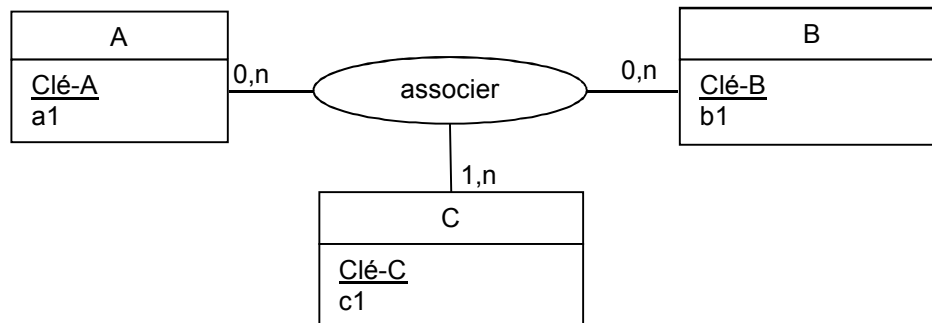 A
Clé-A
a1
0,n
associer
0,n
B
Clé-B
b1
1,n
C
Clé-C
c1